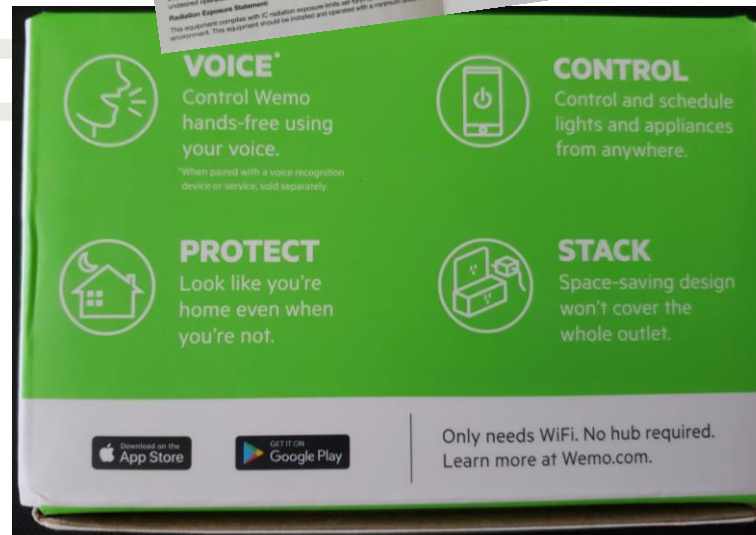 Radiation Exposure Statement:
This equipment complies with IC radiation exposure limits set
environment. This equipment should be installed and operated with a minimum
VOICE*
Control Wemo
hands-free using
your voice.
*When paired with a voice recognition
device or service, sold separately.
CONTROL
Control and schedule
lights and appliances
from anywhere.
PROTECT
Look like you're
home even when
you're not.
STACK
Space-saving design
won't cover the
whole outlet.
Download on the
App Store
GET IT ON
Google Play
Only needs WiFi. No hub required.
Learn more at Wemo.com.